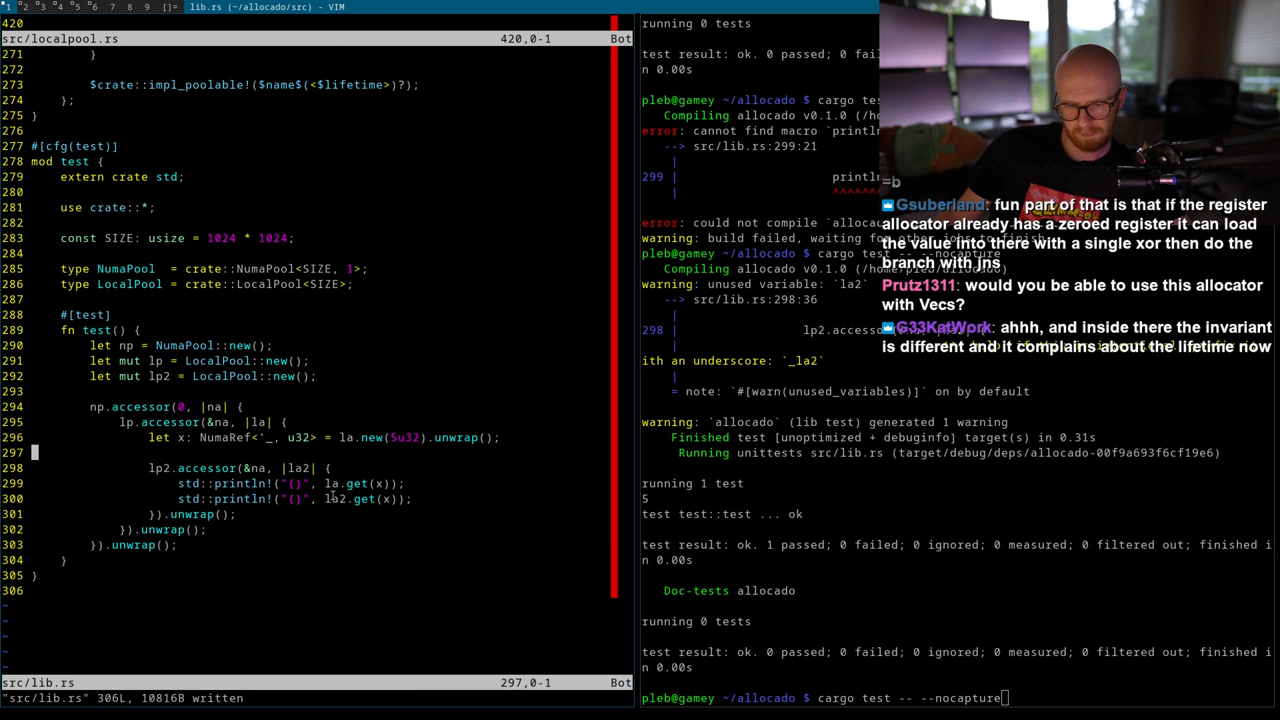 1 2 3 4 5 6 7 8 9 []= lib.rs (~/allocado/src) - VIM
420
src/localpool.rs 420,0-1 Bot
271 }
272
273 $crate::impl_poolable!($name$(<$lifetime>)?);
274 };
275 }
276
277 #[cfg(test)]
278 mod test {
279 extern crate std;
280
281 use crate::*;
282
283 const SIZE: usize = 1024 * 1024;
284
285 type NumaPool = crate::NumaPool<SIZE, 1>;
286 type LocalPool = crate::LocalPool<SIZE>;
287
288 #[test]
289 fn test() {
290 let np = NumaPool::new();
291 let mut lp = LocalPool::new();
292 let mut lp2 = LocalPool::new();
293
294 np.accessor(0, |na| {
295 lp.accessor(&na, |la| {
296 let x: NumaRef<'_, u32> = la.new(5u32).unwrap();
297
298 lp2.accessor(&na, |la2| {
299 std::println!("{}", la.get(x));
300 std::println!("{}", la2.get(x));
301 }).unwrap();
302 }).unwrap();
303 }).unwrap();
304 }
305 }
306
~
~
~
~
~
src/lib.rs 297,0-1 Bot
"src/lib.rs" 306L, 10816B written
running 0 tests
test result: ok. 0 passed; 0 fail
n 0.00s
pleb@gamey ~/allocado $ cargo tes
Compiling allocado v0.1.0 (/ho
error: cannot find macro `println
--> src/lib.rs:299:21
|
299 | println
| ^^^^^^^
error: could not compile `alloca
warning: build failed, waiting for other jobs to finish
pleb@gamey ~/allocado $ cargo test -- --nocapture
Compiling allocado v0.1.0 (/home/pleb/allocado)
warning: unused variable: `la2`
--> src/lib.rs:298:36
|
298 | lp2.accessor(
ith an underscore: `_la2`
|
= note: `#[warn(unused_variables)]` on by default
warning: `allocado` (lib test) generated 1 warning
Finished test [unoptimized + debuginfo] target(s) in 0.31s
Running unittests src/lib.rs (target/debug/deps/allocado-00f9a693f6cf19e6)
running 1 test
5
test test::test ... ok
test result: ok. 1 passed; 0 failed; 0 ignored; 0 measured; 0 filtered out; finished i
n 0.00s
Doc-tests allocado
running 0 tests
test result: ok. 0 passed; 0 failed; 0 ignored; 0 measured; 0 filtered out; finished i
n 0.00s
pleb@gamey ~/allocado $ cargo test -- --nocapture
=b
Gsuberland: fun part of that is that if the register
allocator already has a zeroed register it can load
the value into there with a single xor then do the
branch with jns
Prutz1311: would you be able to use this allocator
with Vecs?
G33KatWork: ahhh, and inside there the invariant
is different and it complains about the lifetime now